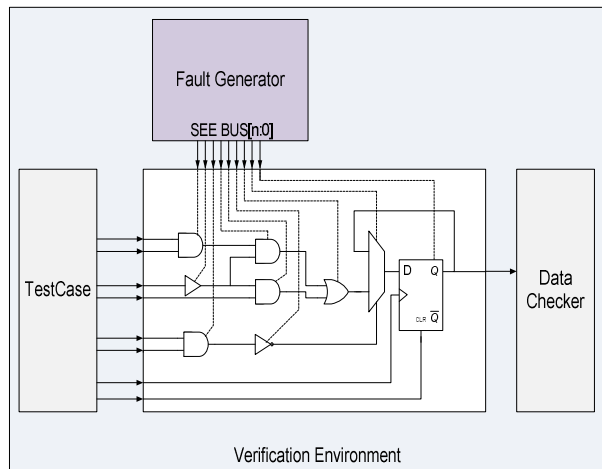 Fault Generator
SEE BUS[n:0]
TestCase
D Q
CLR Q
Data
Checker
Verification Environment